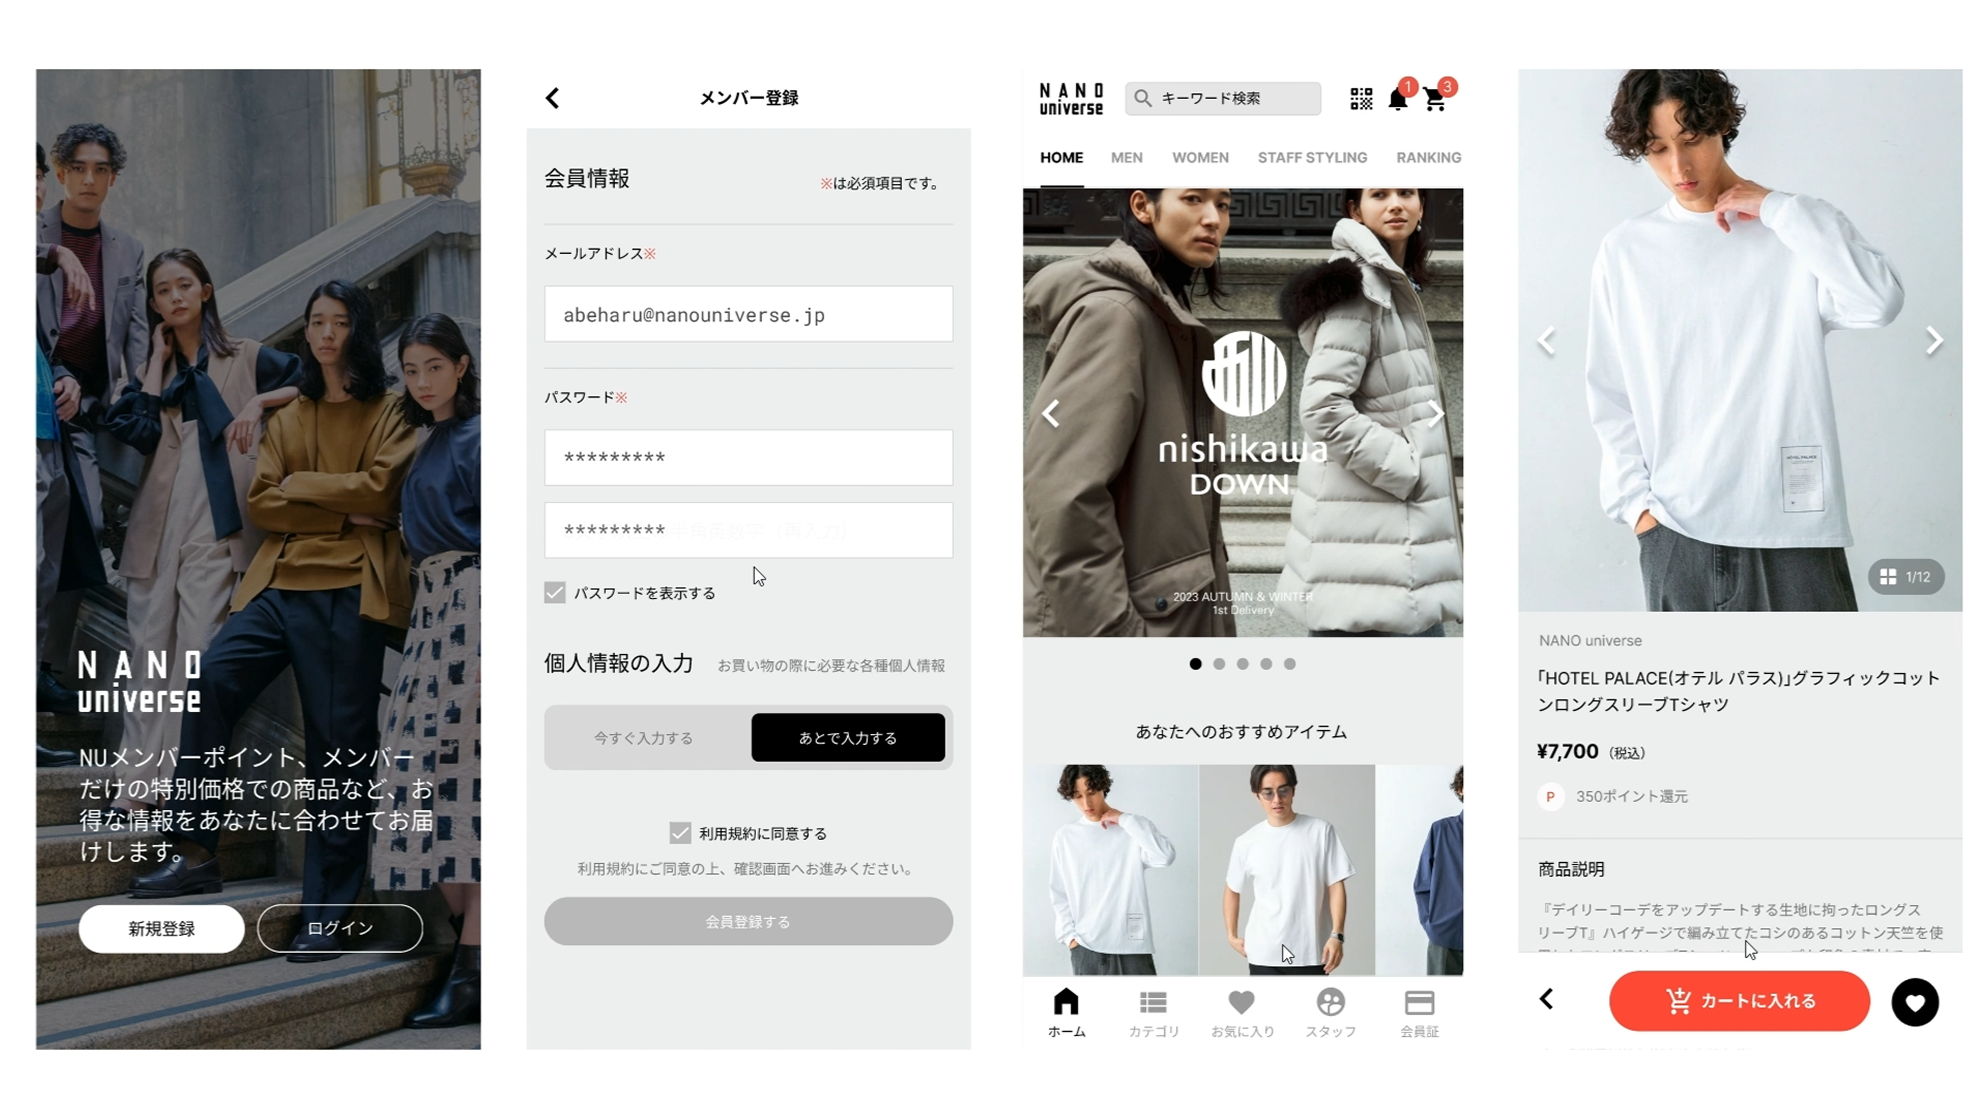 NANO
universe
NUメンバーポイント、メンバー
だけの特別価格での商品など、お
得な情報をあなたに合わせてお届
けします。
新規登録
ログイン
メンバー登録
会員情報
※は必須項目です。
メールアドレス※
abeharu@nanouniverse.jp
パスワード※
*********
*********
半角英数字（再入力）
パスワードを表示する
個人情報の入力
お買い物の際に必要な各種個人情報
今すぐ入力する
あとで入力する
利用規約に同意する
利用規約にご同意の上、確認画面へお進みください。
会員登録する
NANO
universe
キーワード検索
1
3
HOME
MEN
WOMEN
STAFF STYLING
RANKING
nishikawa
DOWN.
2023 AUTUMN & WINTER
1st Delivery
あなたへのおすすめアイテム
ホーム
カテゴリ
お気に入り
スタッフ
会員証
HOTEL PALACE
1/12
NANO universe
「HOTEL PALACE(オテル パラス)」グラフィックコット
ンロングスリーブTシャツ
¥7,700（税込）
P
350ポイント還元
商品説明
『デイリーコーデをアップデートする生地に拘ったロングス
リーブT』ハイゲージで編み立てたコシのあるコットン天竺を使
カートに入れる